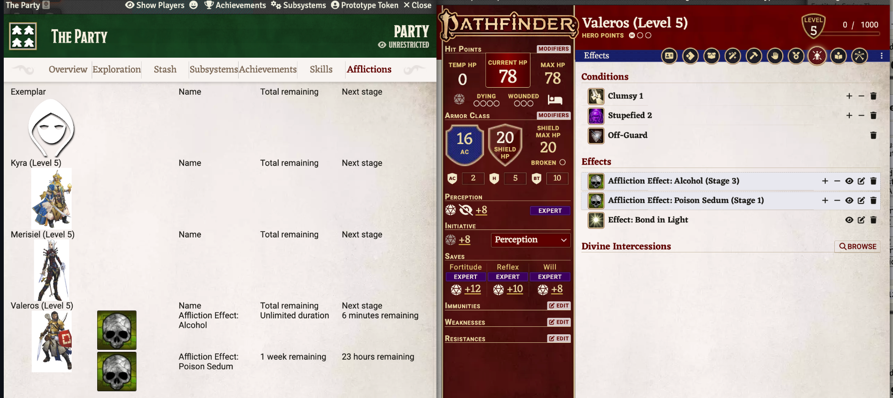 The Party
Show Players
Achievements
Subsystems
Prototype Token
Close
THE PARTY
PARTY
UNRESTRICTED
Overview
Exploration
Stash
Subsystems
Achievements
Skills
Afflictions
Exemplar
Name
Total remaining
Next stage
Kyra (Level 5)
Name
Total remaining
Next stage
Merisiel (Level 5)
Name
Total remaining
Next stage
Valeros (Level 5)
Name
Total remaining
Next stage
Affliction Effect:
Alcohol
Unlimited duration
6 minutes remaining
Affliction Effect:
Poison Sedum
1 week remaining
23 hours remaining
PATHFINDER
HIT POINTS
MODIFIERS
TEMP HP
0
CURRENT HP
78
MAX HP
78
DYING
WOUNDED
ARMOR CLASS
MODIFIERS
16
AC
20
SHIELD
HP
SHIELD
MAX HP
20
BROKEN
AC
2
H
5
BT
10
PERCEPTION
+8
EXPERT
INITIATIVE
+8
Perception
SAVES
Fortitude
Reflex
Will
EXPERT
EXPERT
EXPERT
+12
+10
+8
IMMUNITIES
EDIT
WEAKNESSES
EDIT
RESISTANCES
EDIT
Valeros (Level 5)
HERO POINTS
LEVEL
5
0 / 1000
Effects
Conditions
Clumsy 1
Stupefied 2
Off-Guard
Effects
Affliction Effect: Alcohol (Stage 3)
Affliction Effect: Poison Sedum (Stage 1)
Effect: Bond in Light
Divine Intercessions
BROWSE